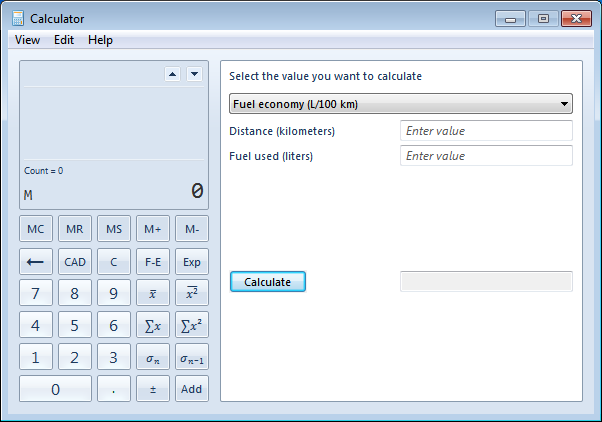 Calculator
View Edit Help
Count = 0
M 0
MC MR MS M+ M-
← CAD C F-E Exp
7 8 9 x̅ x̅²
4 5 6 ∑x ∑x²
1 2 3 σn σn-1
0 . ± Add
Select the value you want to calculate
Fuel economy (L/100 km)
Distance (kilometers) Enter value
Fuel used (liters) Enter value
Calculate